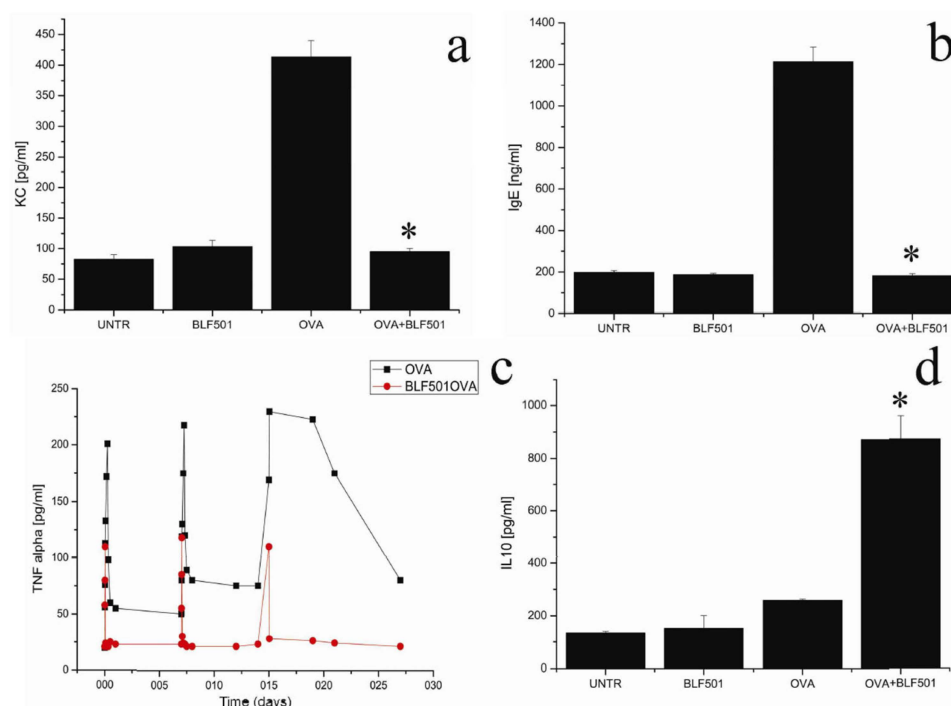 a
KC [pg/ml]
450
400
350
300
250
200
150
100
50
0
*
UNTR BLF501 OVA OVA+BLF501
b
IgE [ng/ml]
1400
1200
1000
800
600
400
200
0
*
UNTR BLF501 OVA OVA+BLF501
c
OVA
BLF501OVA
TNF alpha [pg/ml]
250
200
150
100
50
0
000 005 010 015 020 025 030
Time (days)
d
IL10 [pg/ml]
1000
800
600
400
200
0
*
UNTR BLF501 OVA OVA+BLF501